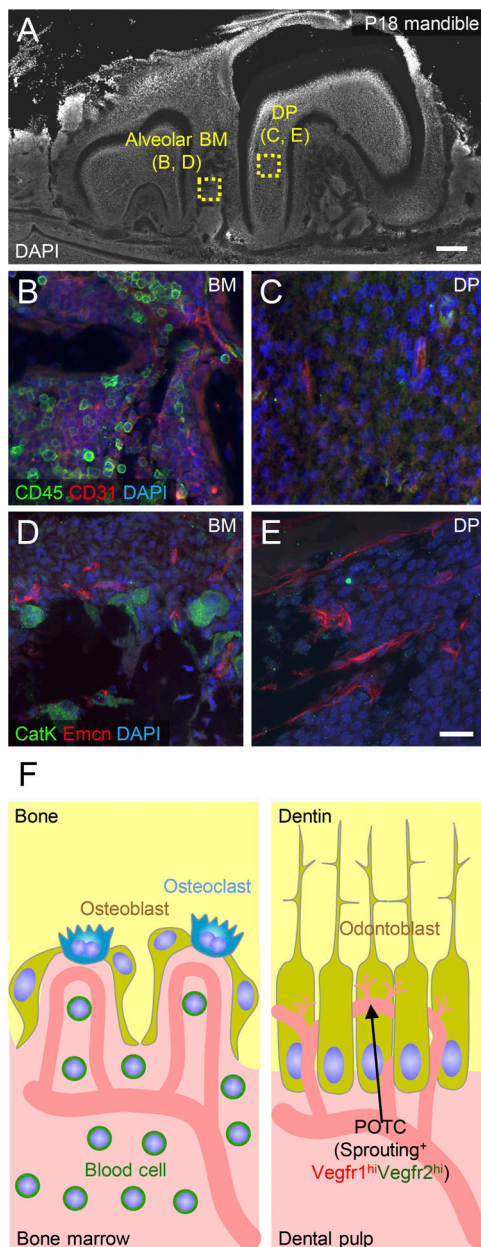 A
P18 mandible
DP
(C, E)
Alveolar BM
(B, D)
DAPI
B
BM
CD45 CD31 DAPI
C
DP
D
BM
CatK Emcn DAPI
E
DP
F
Bone
Osteoclast
Osteoblast
Blood cell
Bone marrow
Dentin
Odontoblast
POTC
(Sprouting⁺
Vegfr1ʰⁱVegfr2ʰⁱ)
Dental pulp